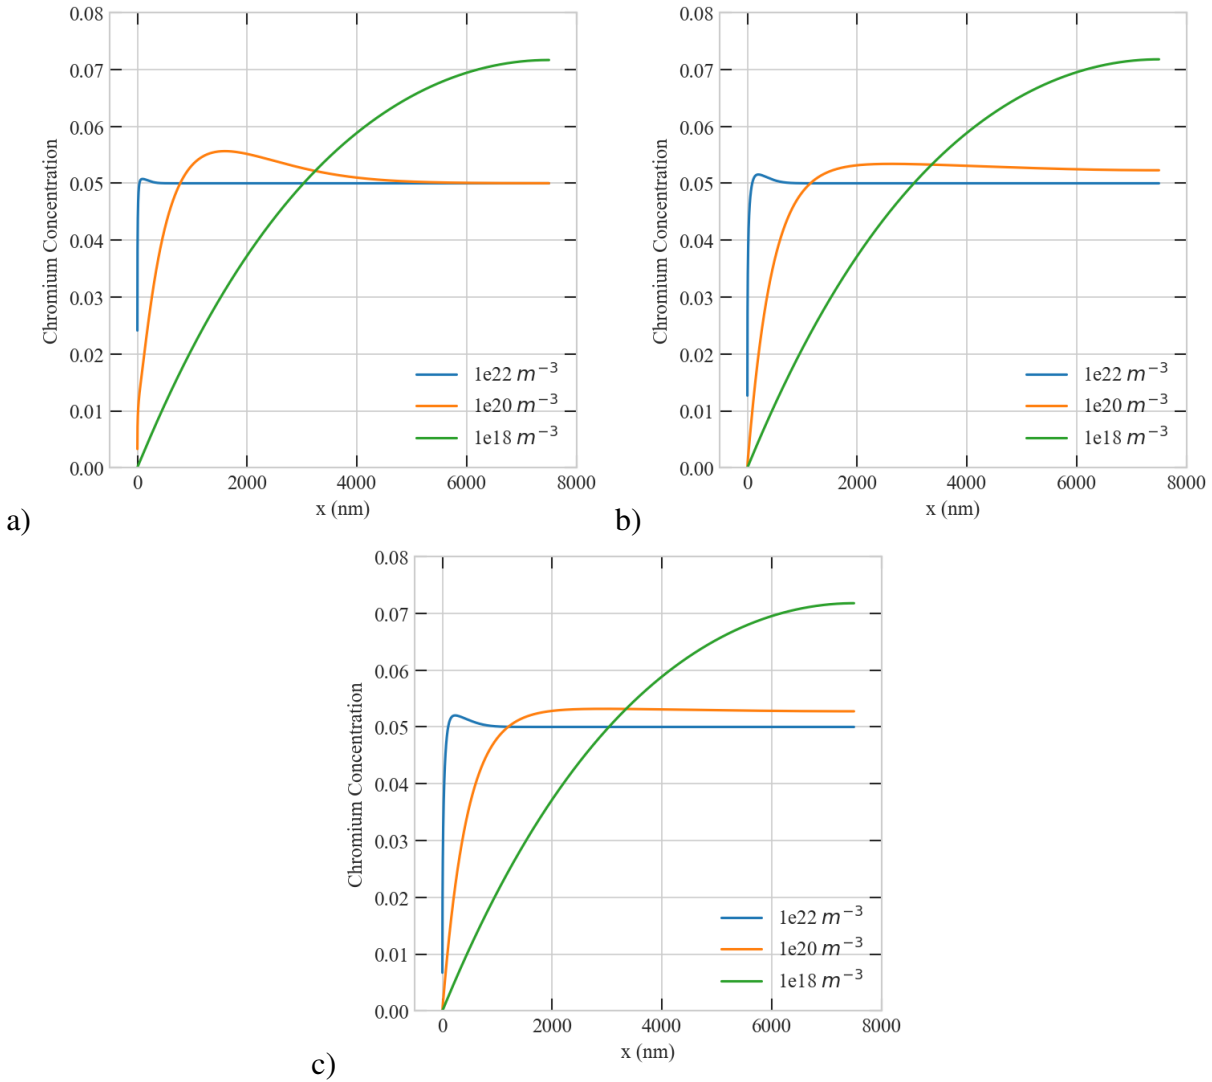 0.08
0.07
0.06
0.05
0.04
0.03
0.02
0.01
0.00
Chromium Concentration
1e22 m⁻³
1e20 m⁻³
1e18 m⁻³
0 2000 4000 6000 8000
x (nm)
a)
0.08
0.07
0.06
0.05
0.04
0.03
0.02
0.01
0.00
Chromium Concentration
1e22 m⁻³
1e20 m⁻³
1e18 m⁻³
0 2000 4000 6000 8000
x (nm)
b)
0.08
0.07
0.06
0.05
0.04
0.03
0.02
0.01
0.00
Chromium Concentration
1e22 m⁻³
1e20 m⁻³
1e18 m⁻³
0 2000 4000 6000 8000
x (nm)
c)